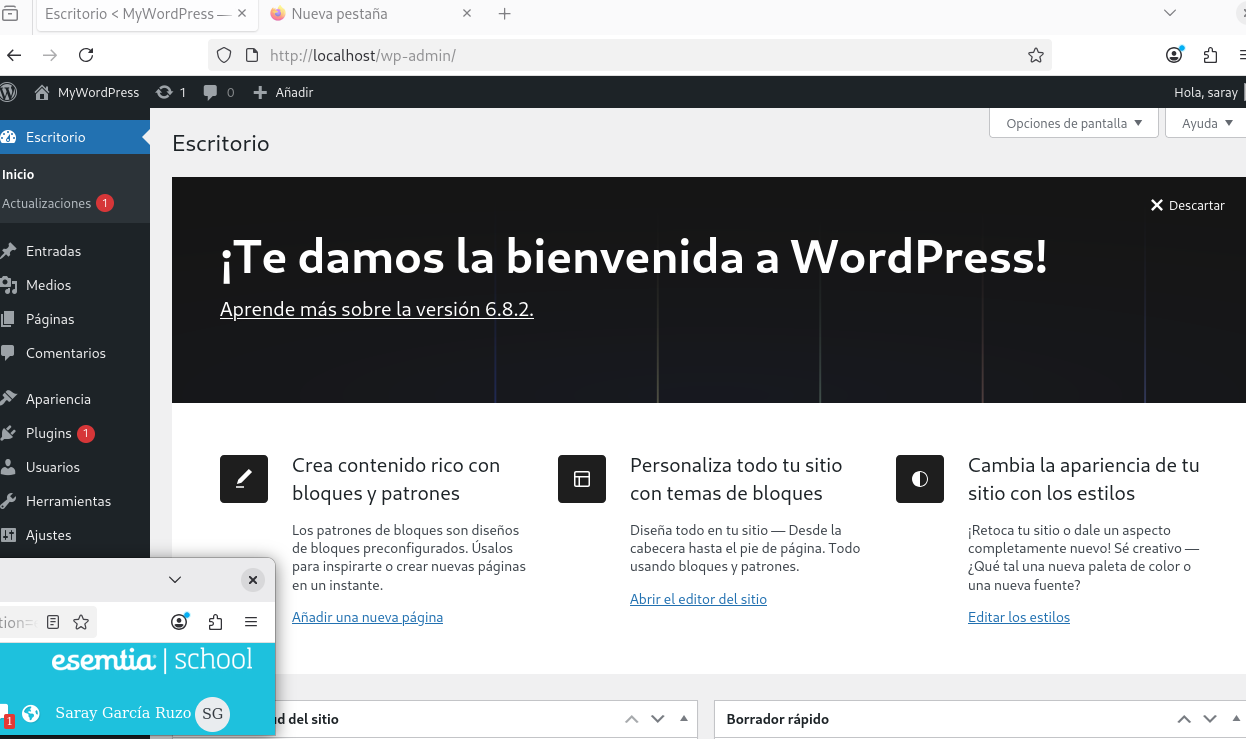 Escritorio < MyWordPress —
Nueva pestaña
http://localhost/wp-admin/
MyWordPress
1
0
Añadir
Hola, saray
Opciones de pantalla
Ayuda
Escritorio
Inicio
Actualizaciones 1
Entradas
Medios
Páginas
Comentarios
Apariencia
Plugins 1
Usuarios
Herramientas
Ajustes
Escritorio
Descartar
¡Te damos la bienvenida a WordPress!
Aprende más sobre la versión 6.8.2.
Crea contenido rico con
bloques y patrones
Los patrones de bloques son diseños
de bloques preconfigurados. Úsalos
para inspirarte o crear nuevas páginas
en un instante.
Añadir una nueva página
Personaliza todo tu sitio
con temas de bloques
Diseña todo en tu sitio — Desde la
cabecera hasta el pie de página. Todo
usando bloques y patrones.
Abrir el editor del sitio
Cambia la apariencia de tu
sitio con los estilos
¡Retoca tu sitio o dale un aspecto
completamente nuevo! Sé creativo —
¿Qué tal una nueva paleta de color o
una nueva fuente?
Editar los estilos
tion=
esemtia | school
1
Saray García Ruzo SG
d del sitio
Borrador rápido